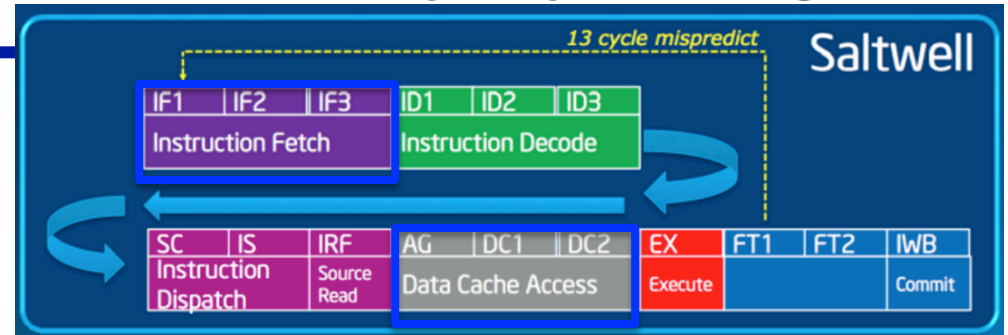 13 cycle mispredict
Saltwell
IF1 IF2 IF3 ID1 ID2 ID3
Instruction Fetch Instruction Decode
SC IS IRF AG DC1 DC2 EX FT1 FT2 IWB
Instruction Dispatch Source Read Data Cache Access Execute Commit